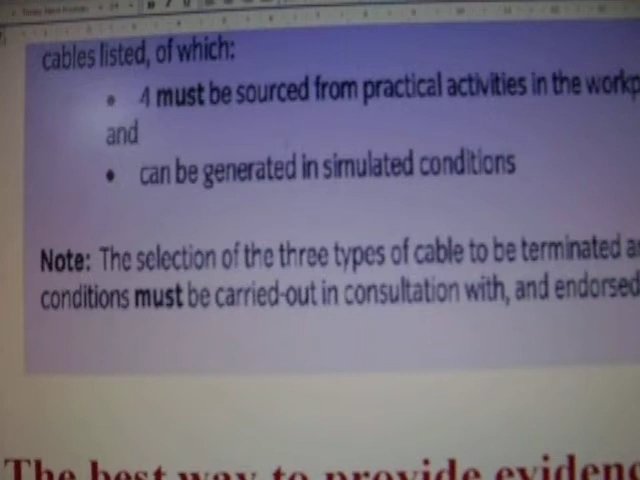 cables listed, of which:
• 4 must be sourced from practical activities in the
and
• can be generated in simulated conditions
Note: The selection of the three types of cable to be terminated
conditions must be carried-out in consultation with, and endorsed
The best way to provide